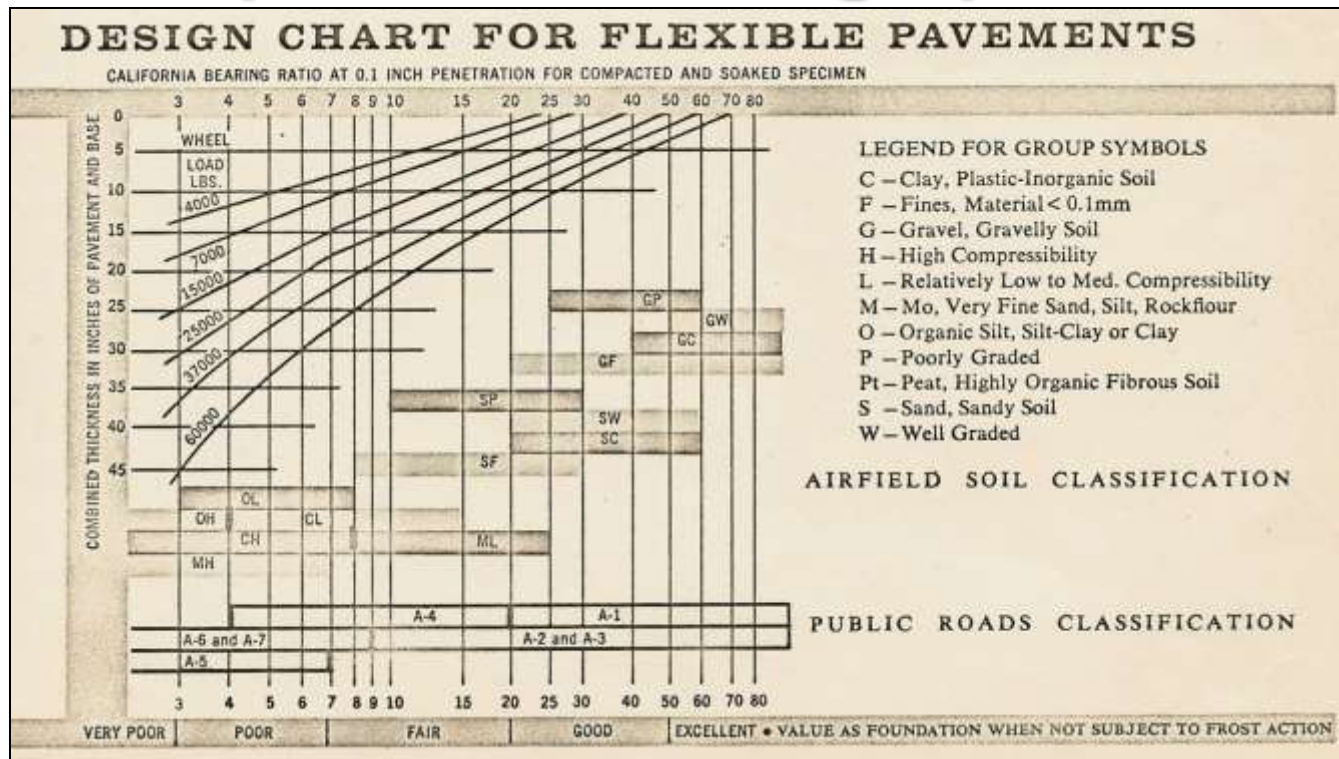 DESIGN CHART FOR FLEXIBLE PAVEMENTS
CALIFORNIA BEARING RATIO AT 0.1 INCH PENETRATION FOR COMPACTED AND SOAKED SPECIMEN
3 4 5 6 7 8 9 10 15 20 25 30 40 50 60 70 80
COMBINED THICKNESS IN INCHES OF PAVEMENT AND BASE
0
5
10
15
20
25
30
35
40
45
WHEEL
LOAD
LBS.
4000
7000
15000
25000
37000
60000
GP
GW
GC
GF
SP
SW
SC
SF
OL
OH CL
CH ML
MH
LEGEND FOR GROUP SYMBOLS
C – Clay, Plastic-Inorganic Soil
F – Fines, Material < 0.1mm
G – Gravel, Gravelly Soil
H – High Compressibility
L – Relatively Low to Med. Compressibility
M – Mo, Very Fine Sand, Silt, Rockflour
O – Organic Silt, Silt-Clay or Clay
P – Poorly Graded
Pt – Peat, Highly Organic Fibrous Soil
S – Sand, Sandy Soil
W – Well Graded
AIRFIELD SOIL CLASSIFICATION
A-4 A-1
A-6 and A-7 A-2 and A-3
A-5
PUBLIC ROADS CLASSIFICATION
3 4 5 6 7 8 9 10 15 20 25 30 40 50 60 70 80
VERY POOR POOR FAIR GOOD EXCELLENT • VALUE AS FOUNDATION WHEN NOT SUBJECT TO FROST ACTION